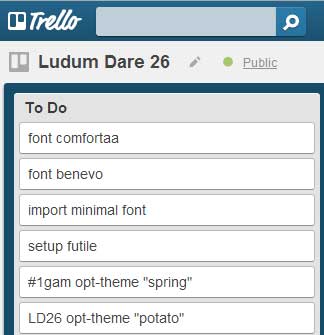 Trello
Ludum Dare 26 Public
To Do
font comfortaa
font benevo
import minimal font
setup futile
#1gam opt-theme "spring"
LD26 opt-theme "potato"